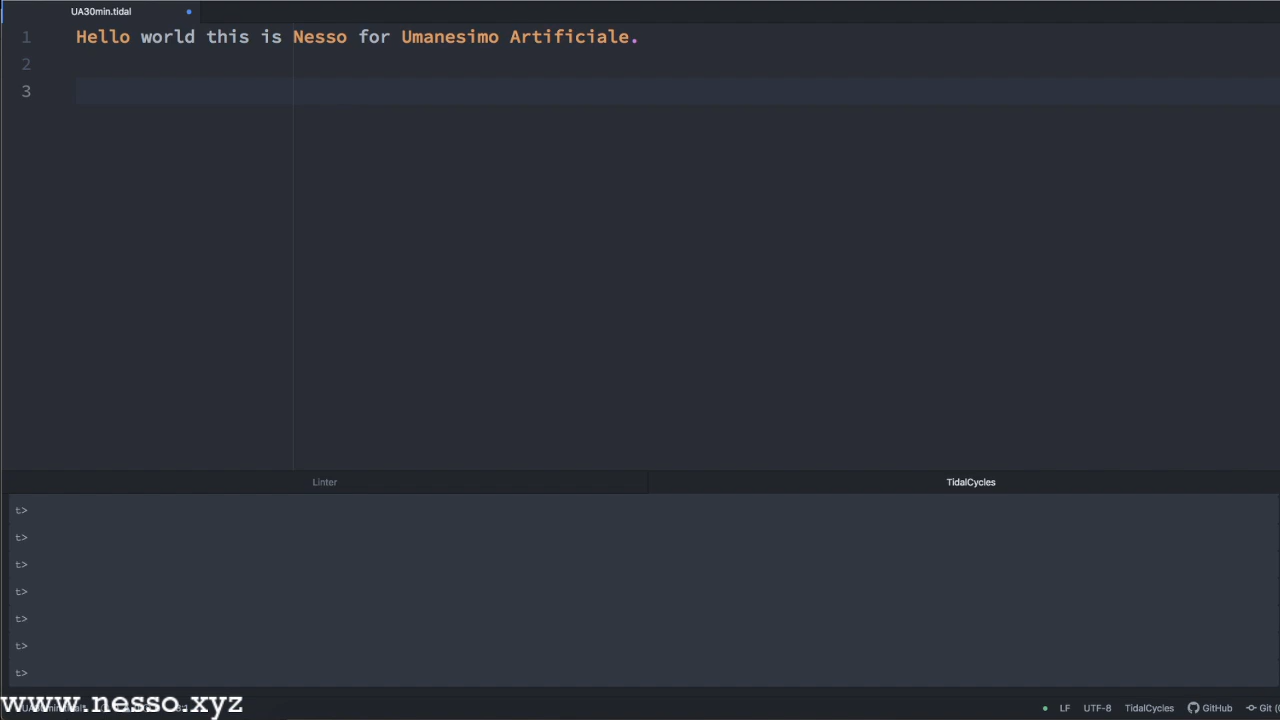 UA30min.tidal
1 Hello world this is Nesso for Umanesimo Artificiale.
2
3
Linter
TidalCycles
t>
t>
t>
t>
t>
t>
t>
www.nesso.xyz
LF UTF-8 TidalCycles GitHub Git (